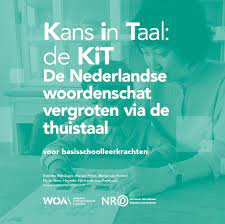 Kans in Taal:
de KiT
De Nederlandse
woordenschat
vergroten via de
thuistaal
voor basisschoolleerkrachten
WOA
NRO